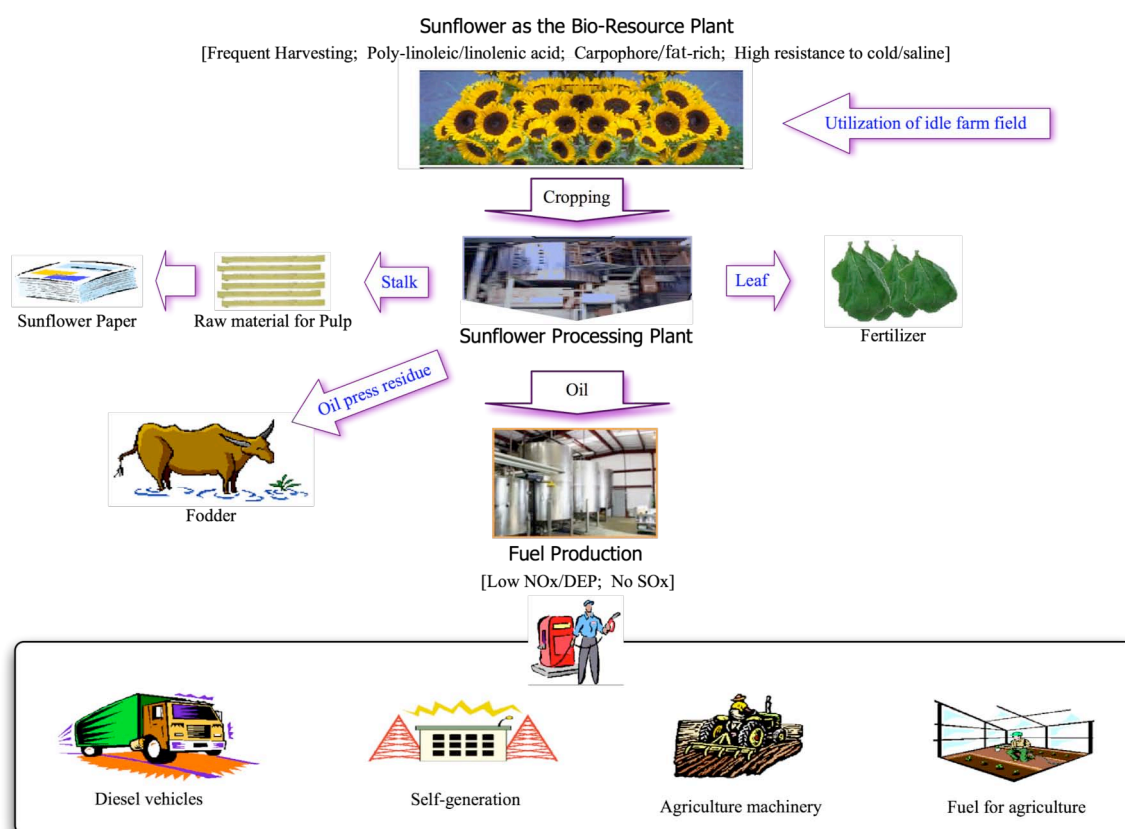 Sunflower as the Bio-Resource Plant
[Frequent Harvesting; Poly-linoleic/linolenic acid; Carpophore/fat-rich; High resistance to cold/saline]
Utilization of idle farm field
Cropping
Stalk
Leaf
Sunflower Paper
Raw material for Pulp
Sunflower Processing Plant
Fertilizer
Oil press residue
Oil
Fodder
Fuel Production
[Low NOx/DEP; No SOx]
Diesel vehicles
Self-generation
Agriculture machinery
Fuel for agriculture